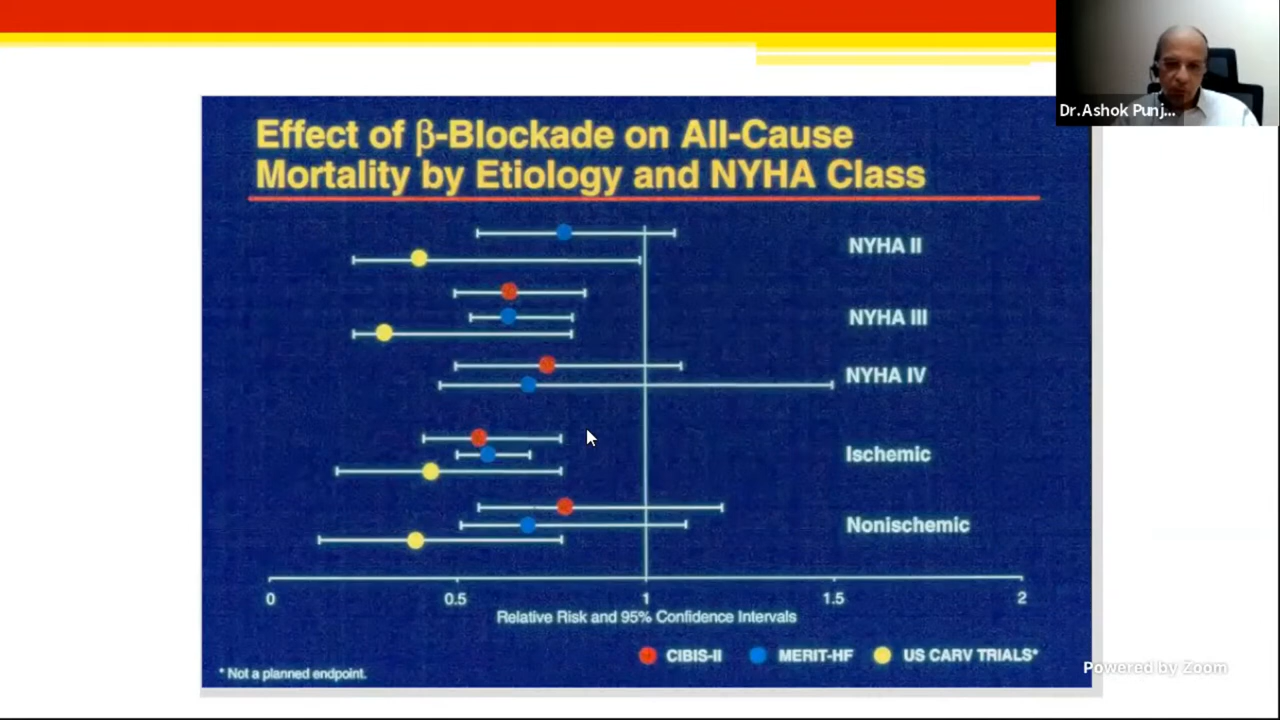 Dr.Ashok Punj...
Effect of β-Blockade on All-Cause
Mortality by Etiology and NYHA Class
NYHA II
NYHA III
NYHA IV
Ischemic
Nonischemic
0 0.5 1 1.5 2
Relative Risk and 95% Confidence Intervals
CIBIS-II MERIT-HF US CARV TRIALS*
* Not a planned endpoint.
Powered by Zoom